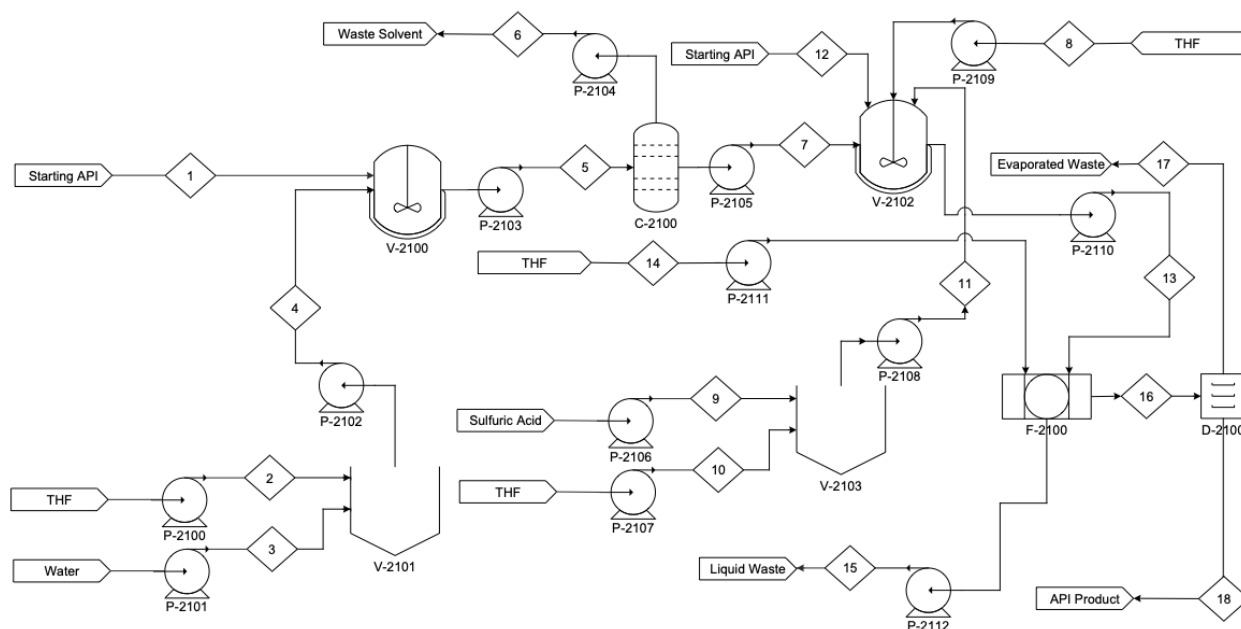 Waste Solvent
6
P-2104
Starting API
12
P-2109
8
THF
Starting API
1
V-2100
P-2103
5
C-2100
P-2105
7
V-2102
Evaporated Waste
17
P-2110
13
THF
14
P-2111
11
4
P-2102
P-2108
Sulfuric Acid
P-2106
9
THF
P-2107
10
V-2103
F-2100
16
D-2100
THF
P-2100
2
Water
P-2101
3
V-2101
Liquid Waste
15
P-2112
API Product
18